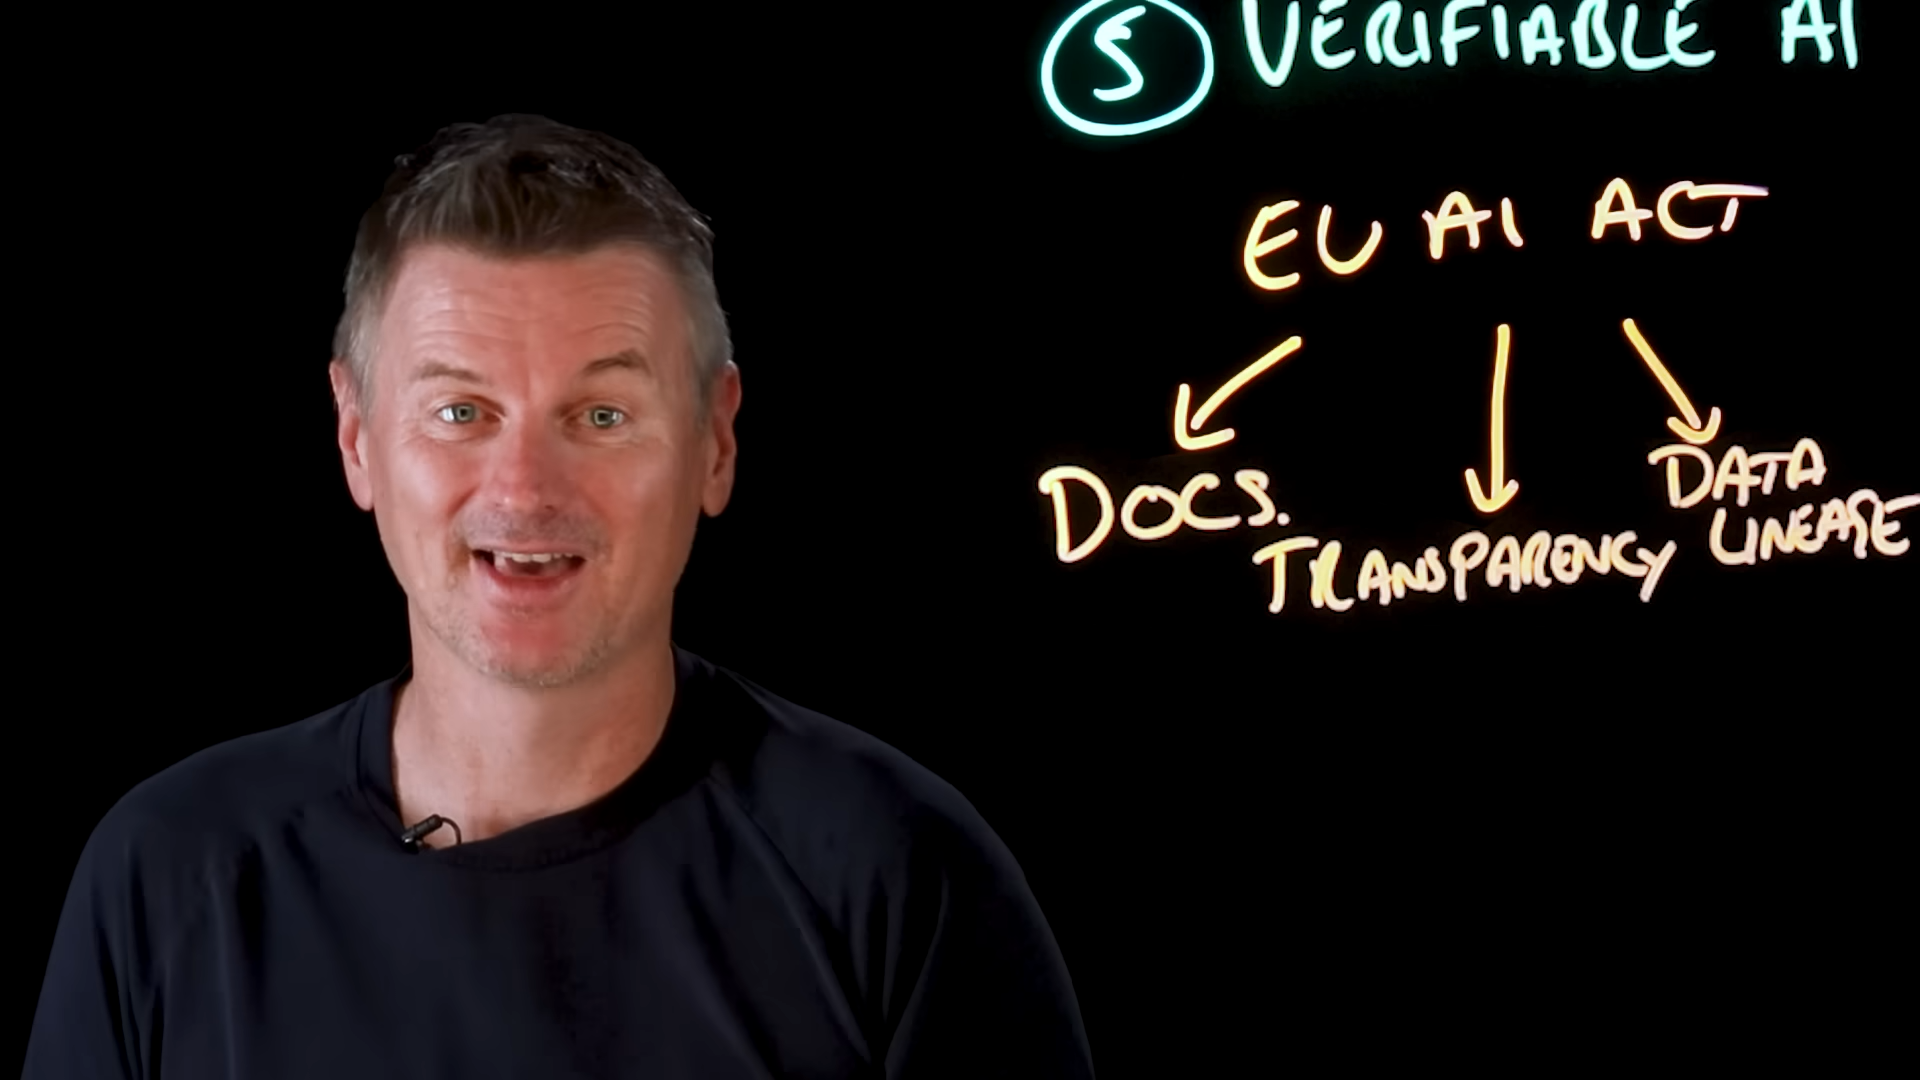 5 VERIFIABLE AI
EU AI ACT
DOCS.
TRANSPARENCY
DATA
LINEAGE